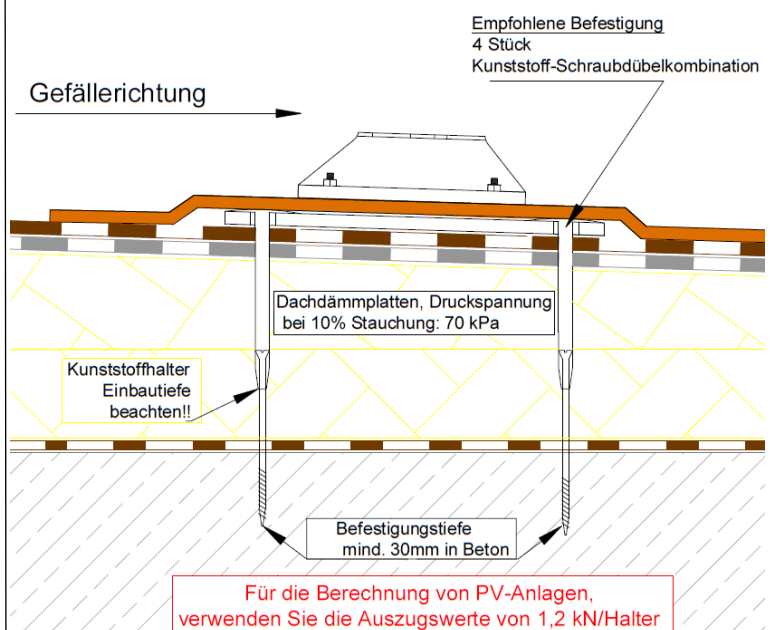 Empfohlene Befestigung
4 Stück
Kunststoff-Schraubdübelkombination
Gefällerichtung
Dachdämmplatten, Druckspannung
bei 10% Stauchung: 70 kPa
Kunststoffhalter
Einbautiefe
beachten!!
Befestigungstiefe
mind. 30mm in Beton
Für die Berechnung von PV-Anlagen,
verwenden Sie die Auszugswerte von 1,2 kN/Halter